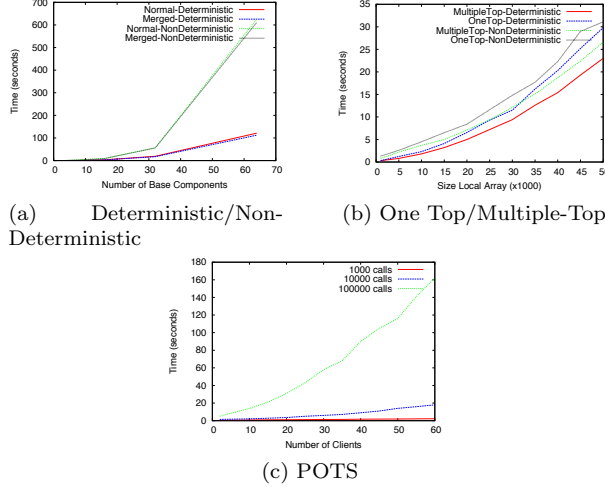 700
600
500
400
300
200
100
0
0 10 20 30 40 50 60 70
Time (seconds)
Number of Base Components
Normal-Deterministic
Merged-Deterministic
Normal-NonDeterministic
Merged-NonDeterministic
(a) Deterministic/Non-
Deterministic
35
30
25
20
15
10
5
0
0 5 10 15 20 25 30 35 40 45 50
Time (seconds)
Size Local Array (x1000)
MultipleTop-Deterministic
OneTop-Deterministic
MultipleTop-NonDeterministic
OneTop-NonDeterministic
(b) One Top/Multiple-Top
180
160
140
120
100
80
60
40
20
0
0 10 20 30 40 50 60
Time (seconds)
Number of Clients
1000 calls
10000 calls
100000 calls
(c) POTS